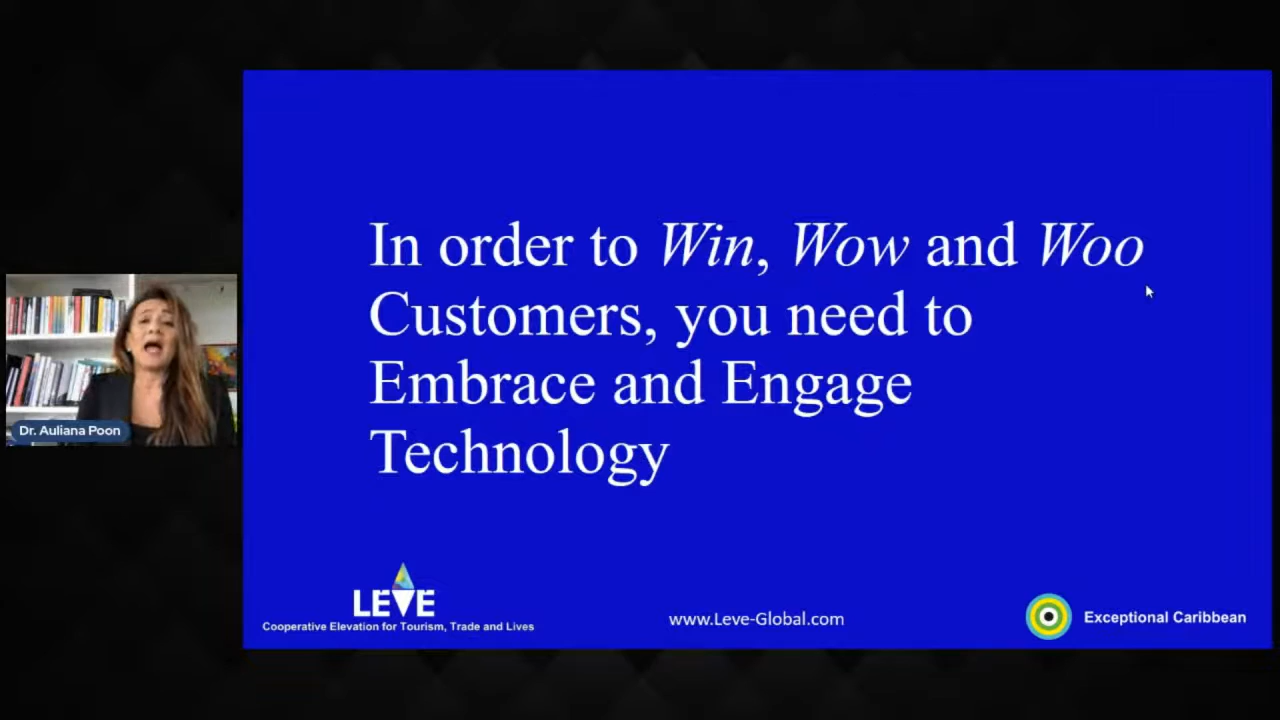 In order to Win, Wow and Woo
Customers, you need to
Embrace and Engage
Technology
Dr. Auliana Poon
LEVE
Cooperative Elevation for Tourism, Trade and Lives
www.Leve-Global.com
Exceptional Caribbean